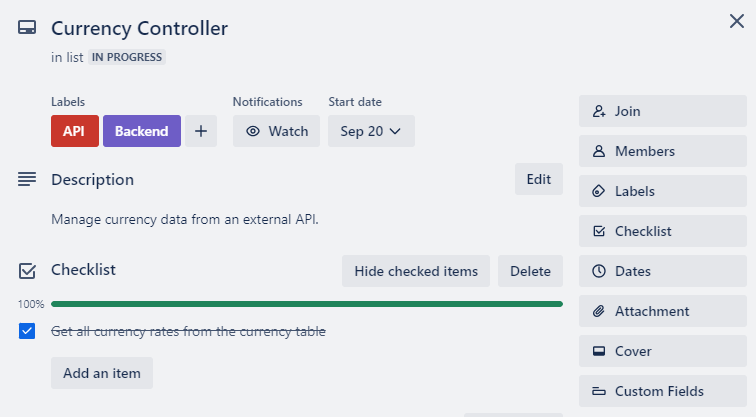 Currency Controller
in list IN PROGRESS
Labels
Notifications
Start date
API
Backend
Watch
Sep 20
Description
Edit
Manage currency data from an external API.
Checklist
Hide checked items
Delete
100%
Get all currency rates from the currency table
Add an item
Join
Members
Labels
Checklist
Dates
Attachment
Cover
Custom Fields